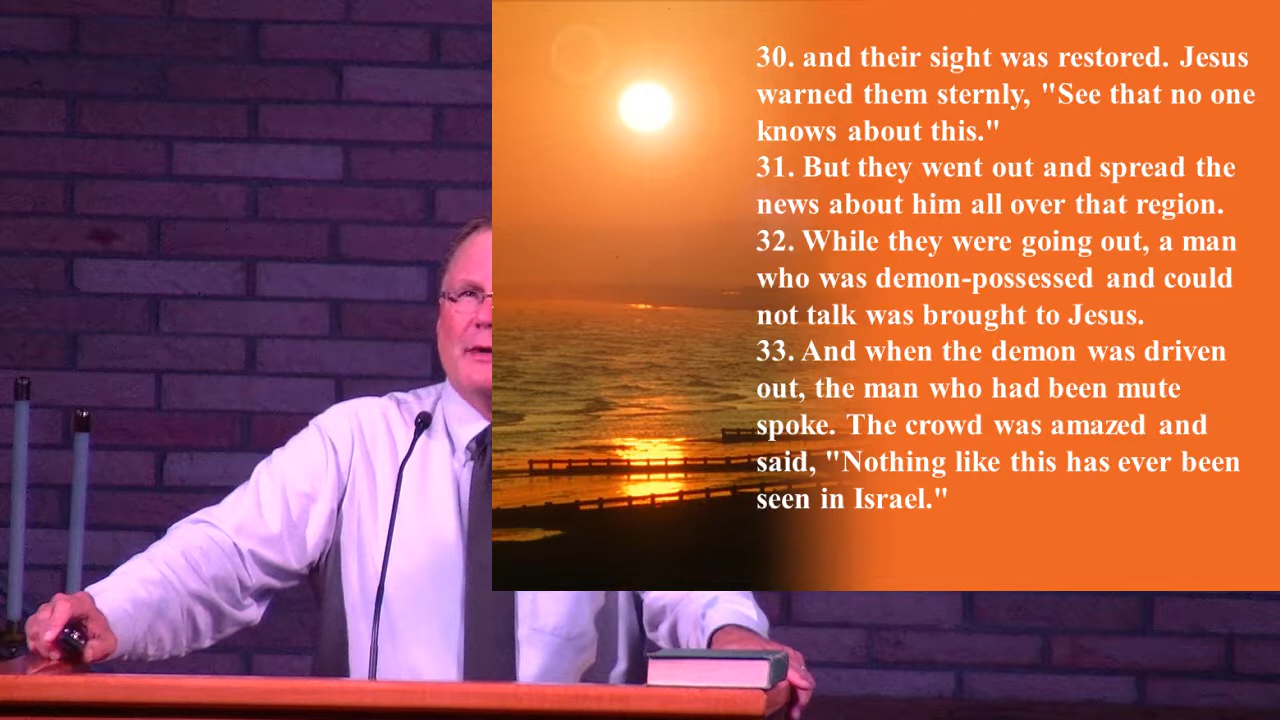 30. and their sight was restored. Jesus
warned them sternly, "See that no one
knows about this."
31. But they went out and spread the
news about him all over that region.
32. While they were going out, a man
who was demon-possessed and could
not talk was brought to Jesus.
33. And when the demon was driven
out, the man who had been mute
spoke. The crowd was amazed and
said, "Nothing like this has ever been
seen in Israel."